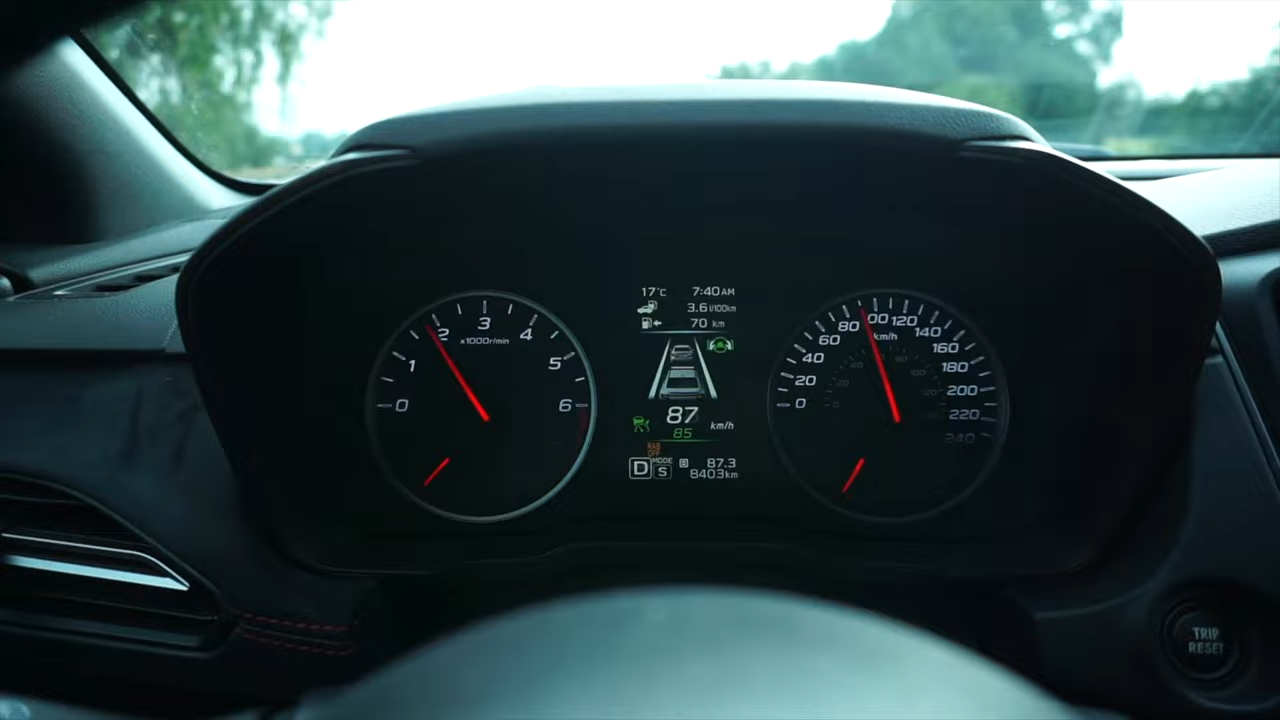 17°C 7:40AM
3.6 l/100km
70 km
0 1 2 3 4 5 6
x1000r/min
0 20 40 60 80 00 120 140 160 180 200 220 240
km/h
87 km/h
85
RAB
OFF
D MODE S
B 87.3
8403km
TRIP
RESET